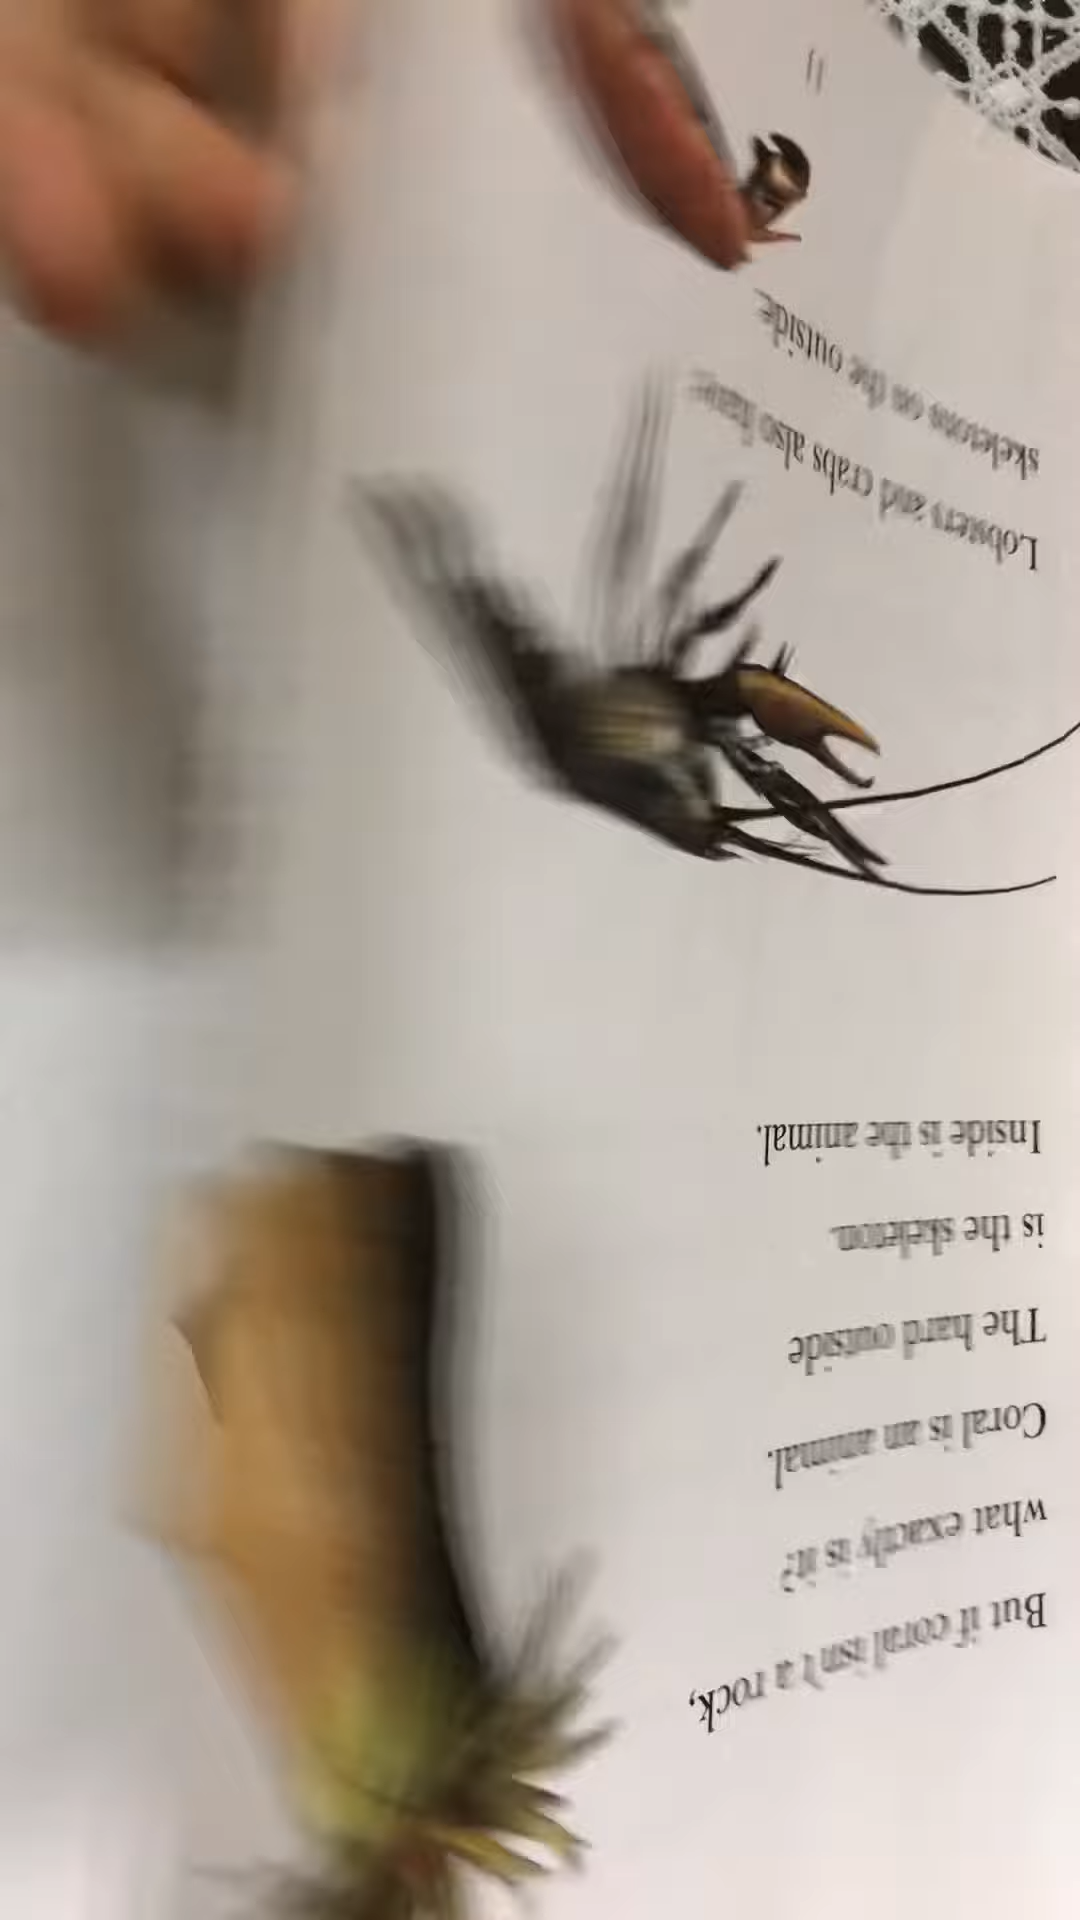 But if coral isn't a rock,
what exactly is it?
Coral is an animal.
The hard outside
is the skeleton.
Inside is the animal.
Lobsters and crabs also have
skeletons on the outside.
11